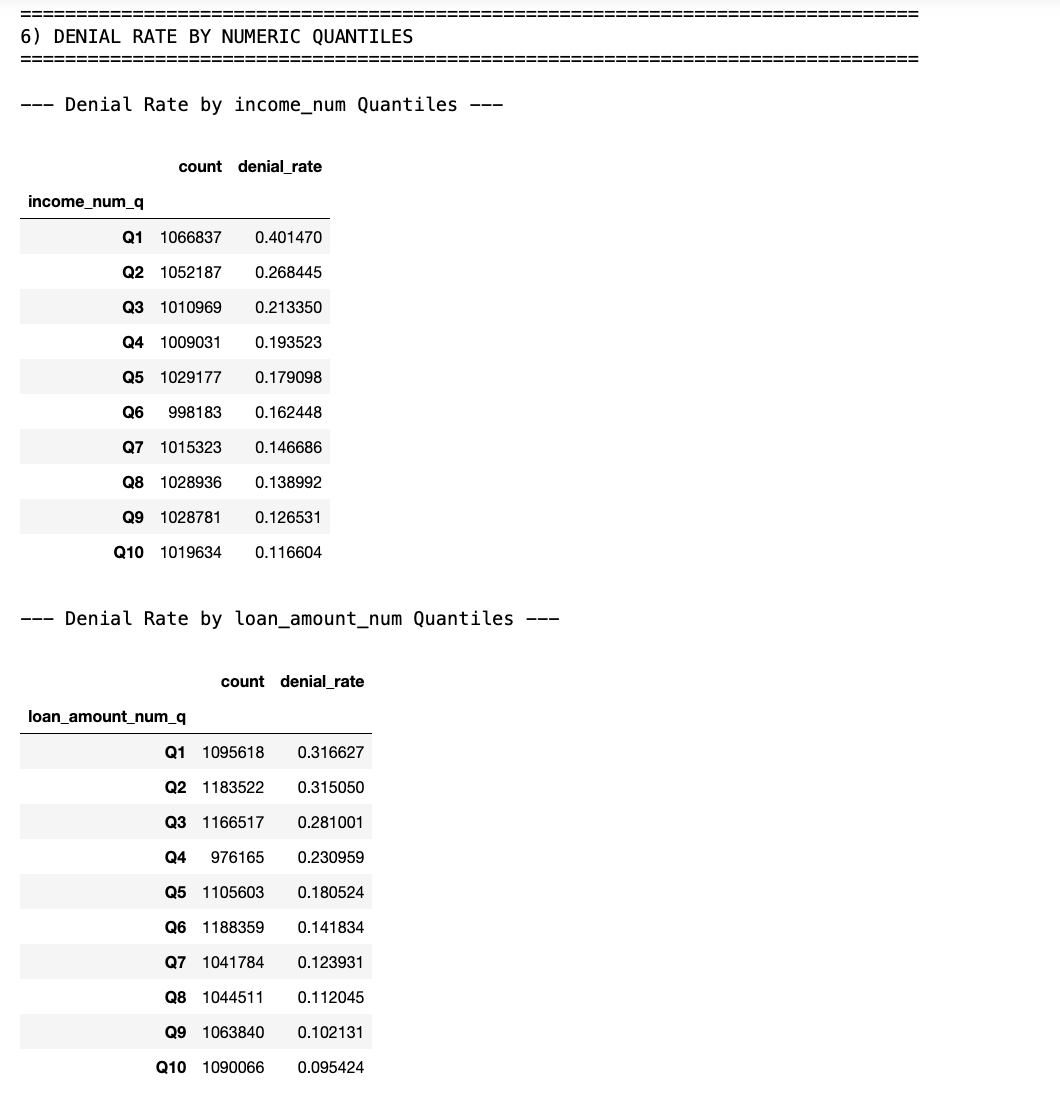 ================================================================================
6) DENIAL RATE BY NUMERIC QUANTILES
================================================================================
--- Denial Rate by income_num Quantiles ---
count denial_rate
income_num_q
Q1 1066837 0.401470
Q2 1052187 0.268445
Q3 1010969 0.213350
Q4 1009031 0.193523
Q5 1029177 0.179098
Q6 998183 0.162448
Q7 1015323 0.146686
Q8 1028936 0.138992
Q9 1028781 0.126531
Q10 1019634 0.116604
--- Denial Rate by loan_amount_num Quantiles ---
count denial_rate
loan_amount_num_q
Q1 1095618 0.316627
Q2 1183522 0.315050
Q3 1166517 0.281001
Q4 976165 0.230959
Q5 1105603 0.180524
Q6 1188359 0.141834
Q7 1041784 0.123931
Q8 1044511 0.112045
Q9 1063840 0.102131
Q10 1090066 0.095424